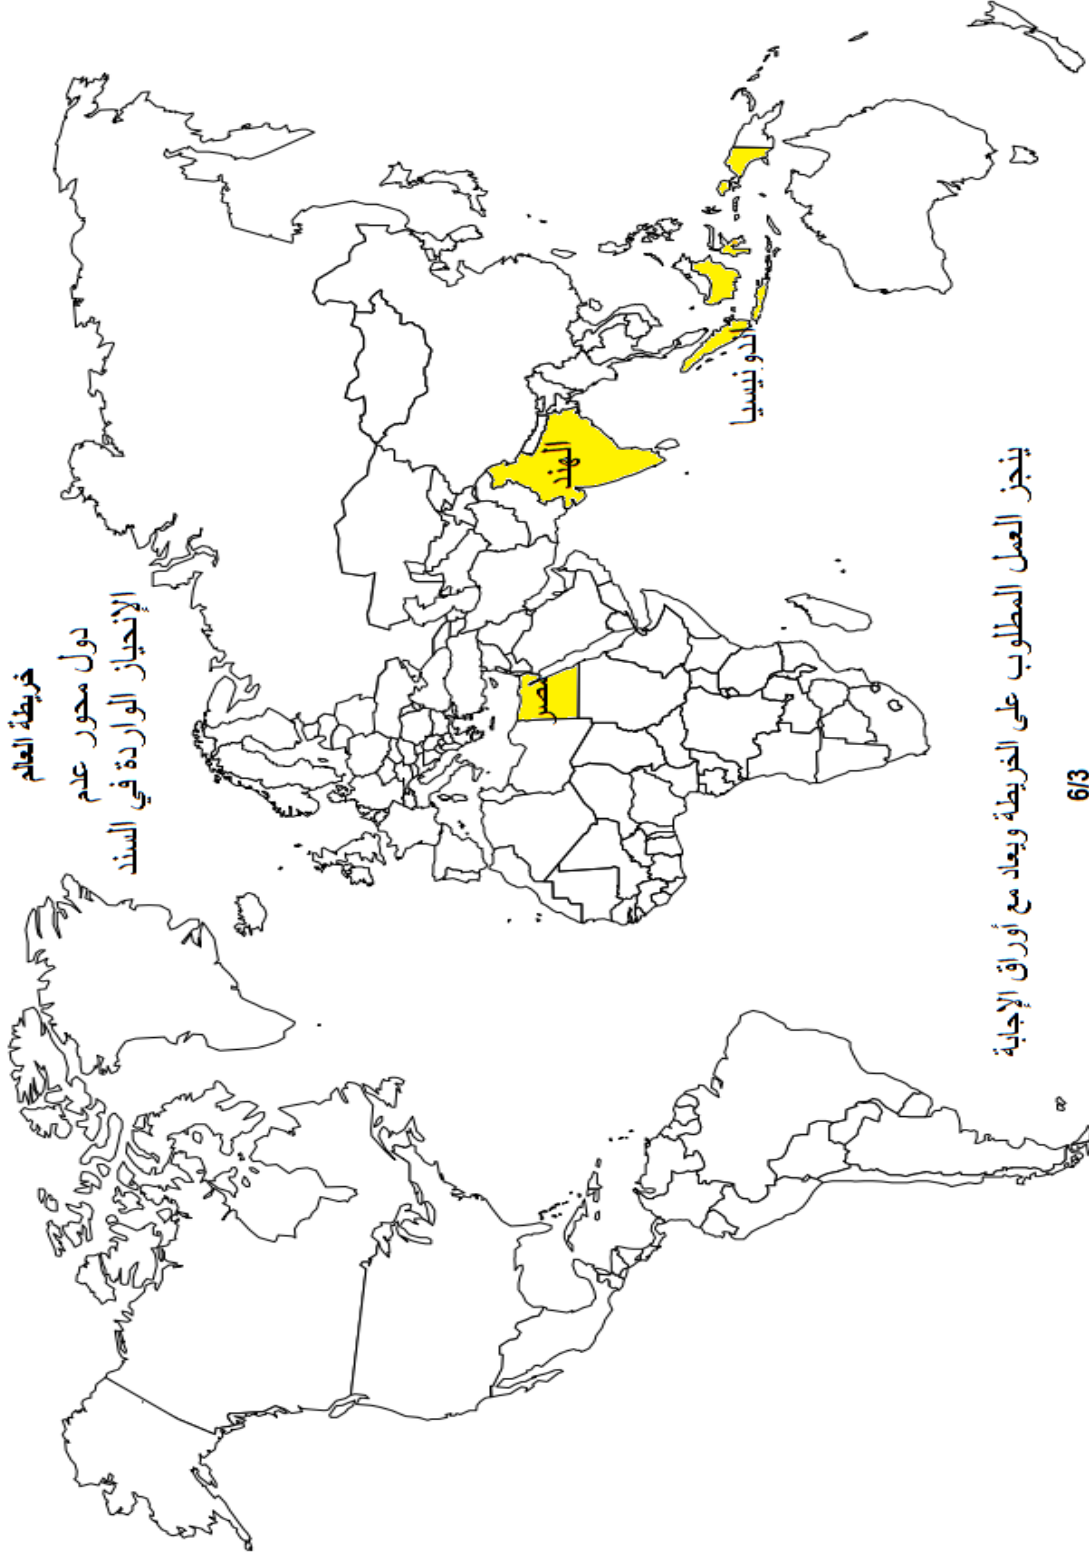 خريطة العالم
دول محور عدم
الإنحياز الواردة في السند
مصر
الهند
اندونيسيا
ينجز العمل المطلوب على الخريطة ويعاد مع أوراق الإجابة
6/3